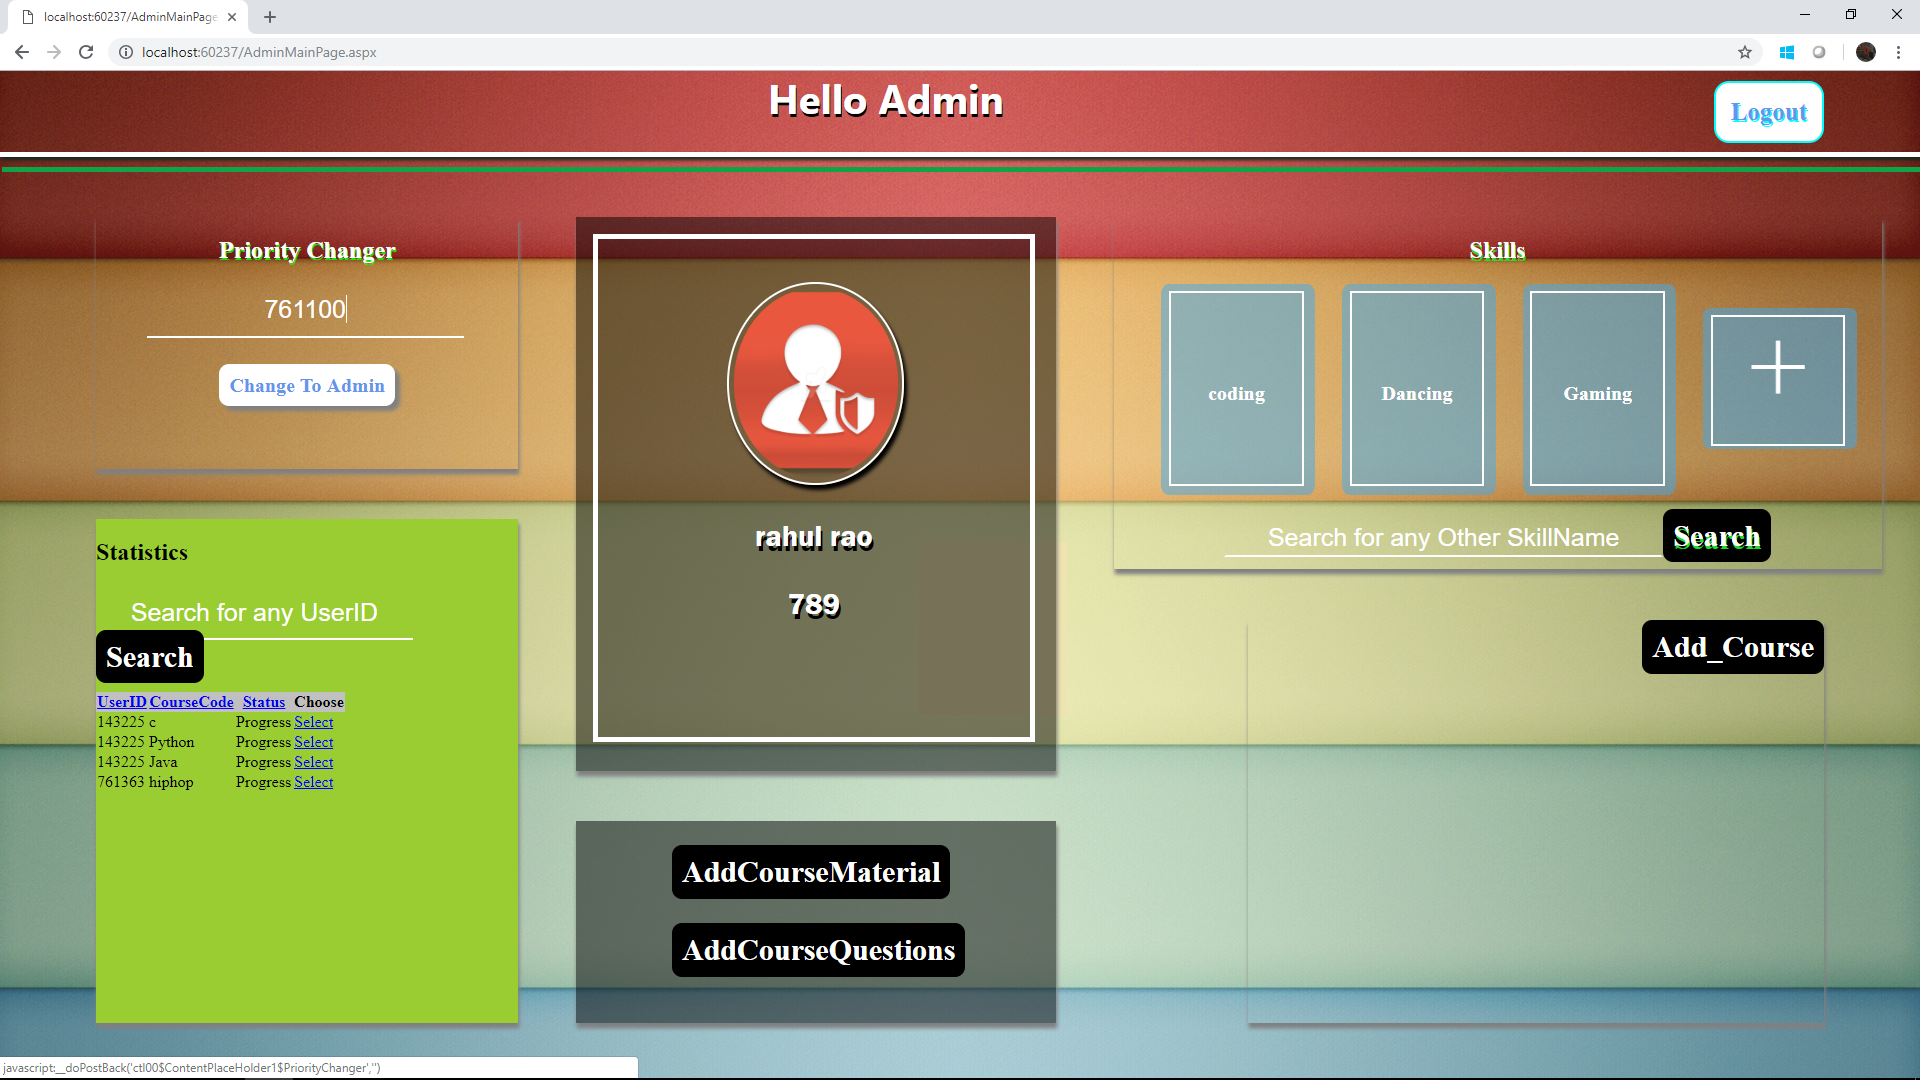 localhost:60237/AdminMainPage
localhost:60237/AdminMainPage.aspx
Hello Admin
Logout
Priority Changer
761100
Change To Admin
Statistics
Search for any UserID
Search
UserID CourseCode Status Choose
143225 c Progress Select
143225 Python Progress Select
143225 Java Progress Select
761363 hiphop Progress Select
rahul rao
789
AddCourseMaterial
AddCourseQuestions
Skills
coding
Dancing
Gaming
Search for any Other SkillName
Search
Add_Course
javascript:__doPostBack('ctl00$ContentPlaceHolder1$PriorityChanger','')